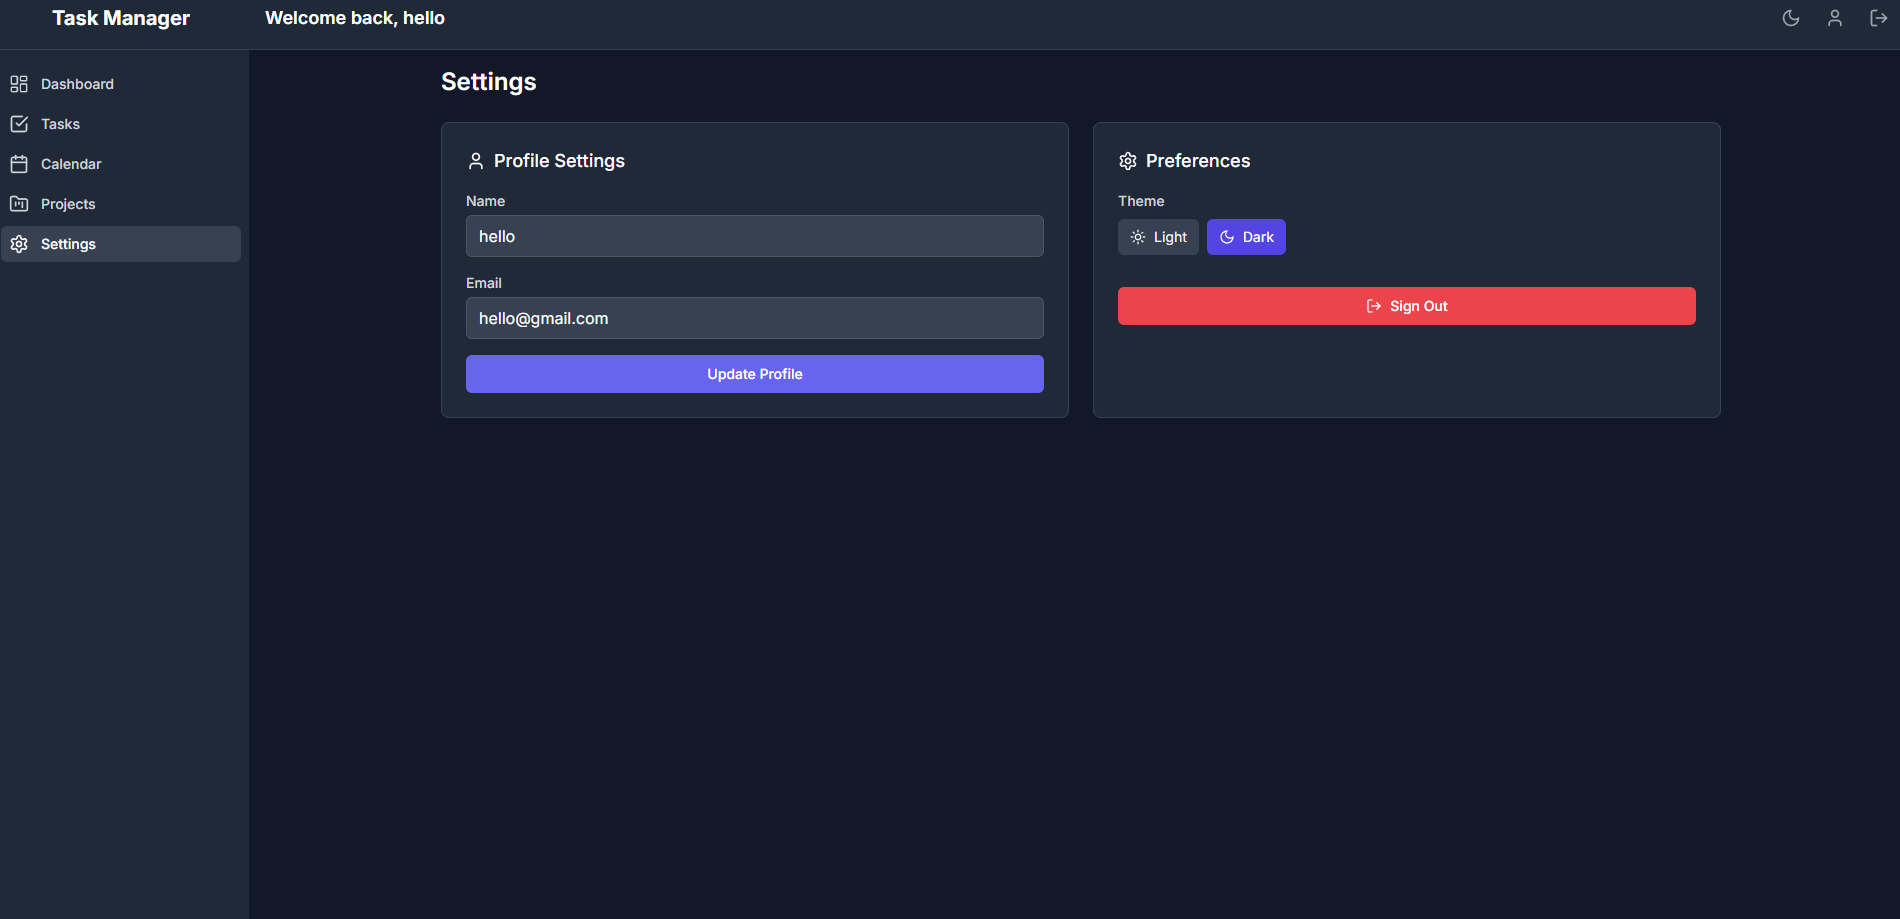 Task Manager
Welcome back, hello
Dashboard
Tasks
Calendar
Projects
Settings
Settings
Profile Settings
Name
hello
Email
hello@gmail.com
Update Profile
Preferences
Theme
Light
Dark
Sign Out